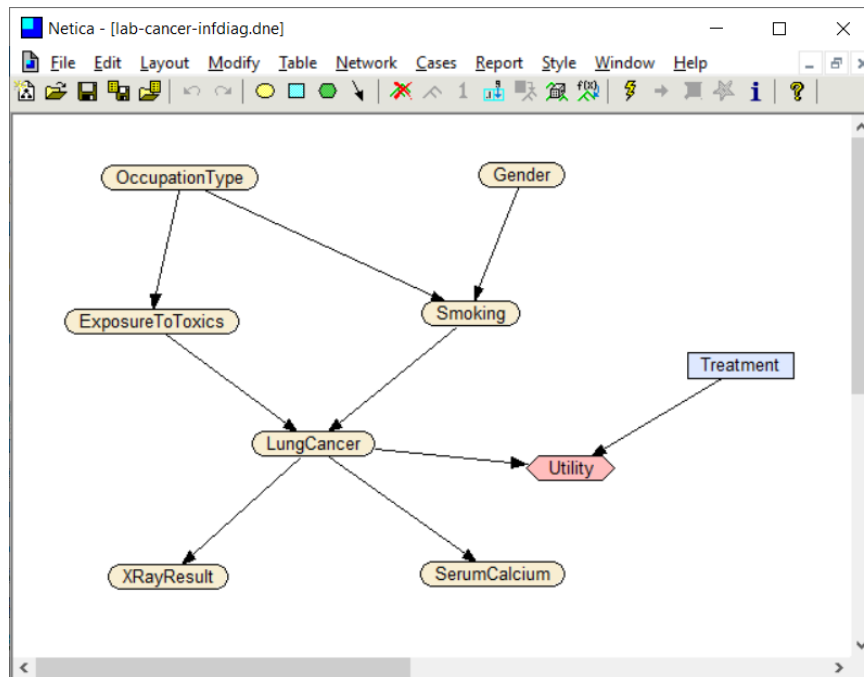 Netica - [lab-cancer-infdiag.dne]
File Edit Layout Modify Table Network Cases Report Style Window Help
1 f(x) i ?
OccupationType
Gender
ExposureToToxics
Smoking
Treatment
LungCancer
Utility
XRayResult
SerumCalcium